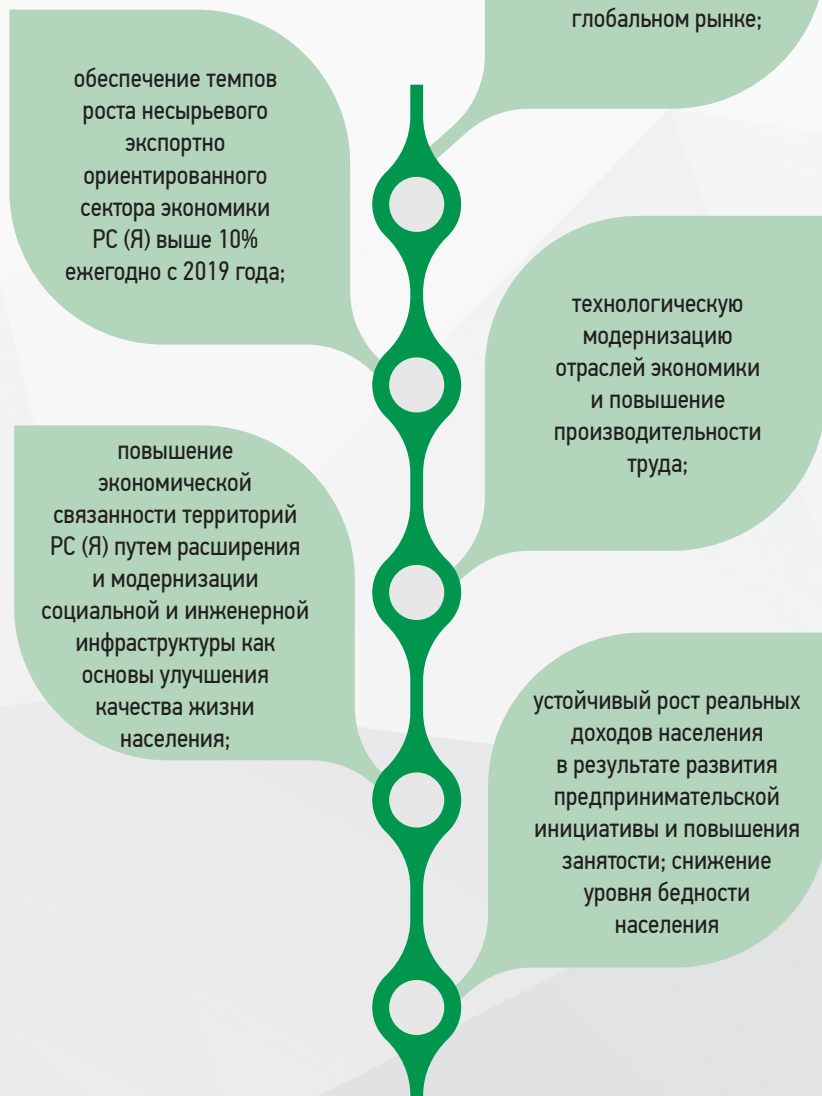 глобальном рынке;
обеспечение темпов
роста несырьевого
экспортно
ориентированного
сектора экономики
РС (Я) выше 10%
ежегодно с 2019 года;
технологическую
модернизацию
отраслей экономики
и повышение
производительности
труда;
повышение
экономической
связанности территорий
РС (Я) путем расширения
и модернизации
социальной и инженерной
инфраструктуры как
основы улучшения
качества жизни
населения;
устойчивый рост реальных
доходов населения
в результате развития
предпринимательской
инициативы и повышения
занятости; снижение
уровня бедности
населения